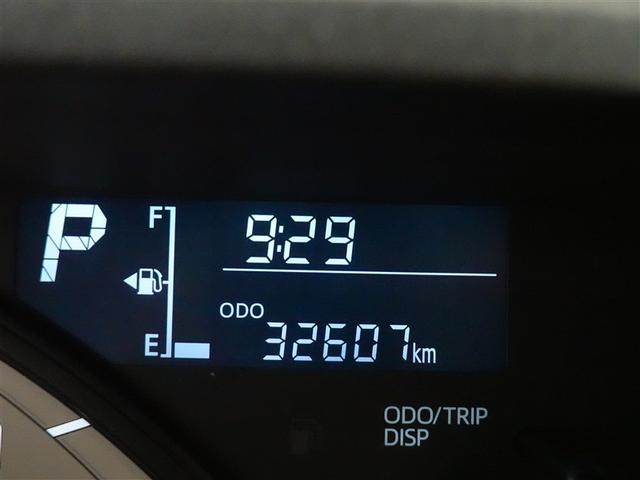 P
F
9:29
ODO
E
32607km
ODO/TRIP
DISP